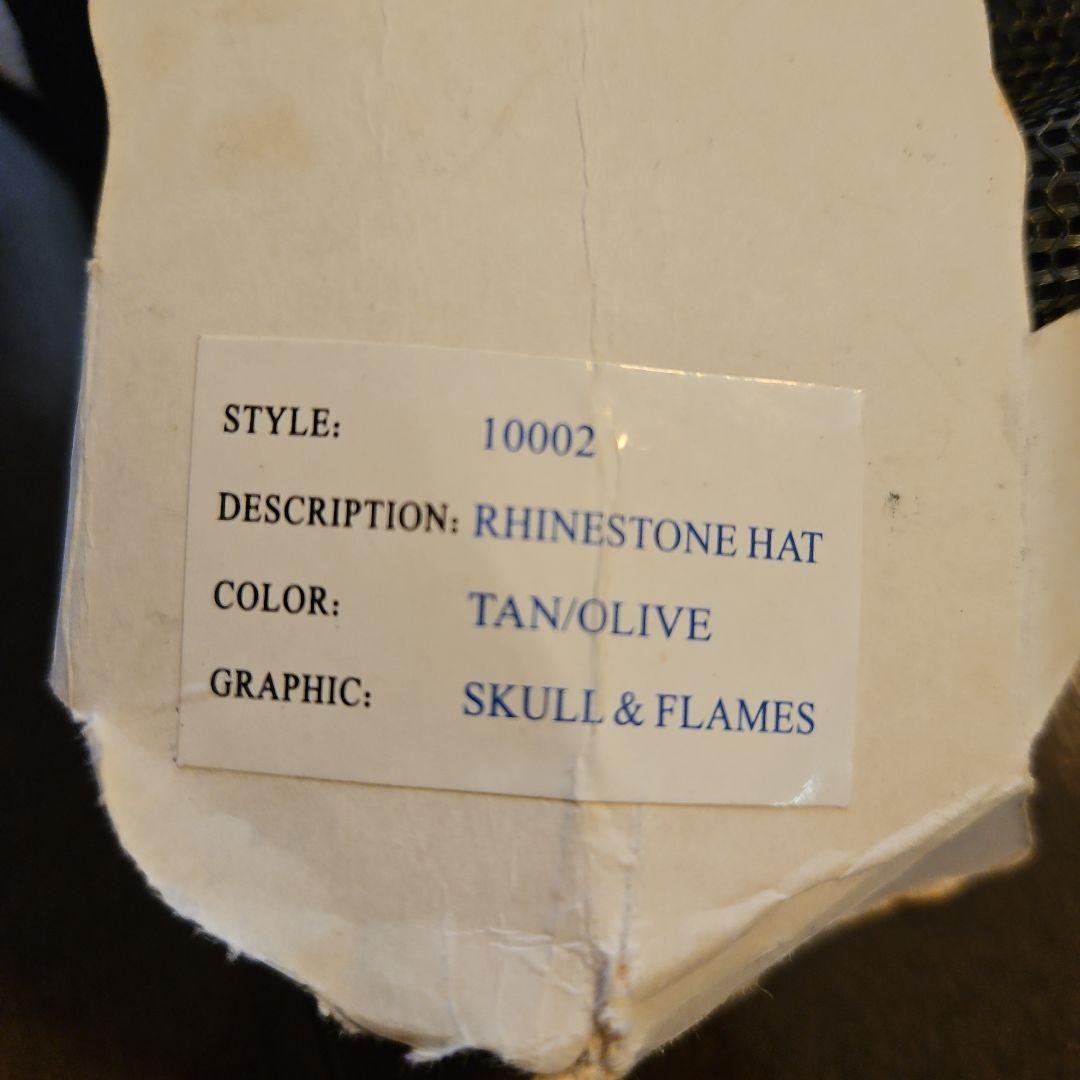 STYLE: 10002
DESCRIPTION: RHINESTONE HAT
COLOR: TAN/OLIVE
GRAPHIC: SKULL & FLAMES